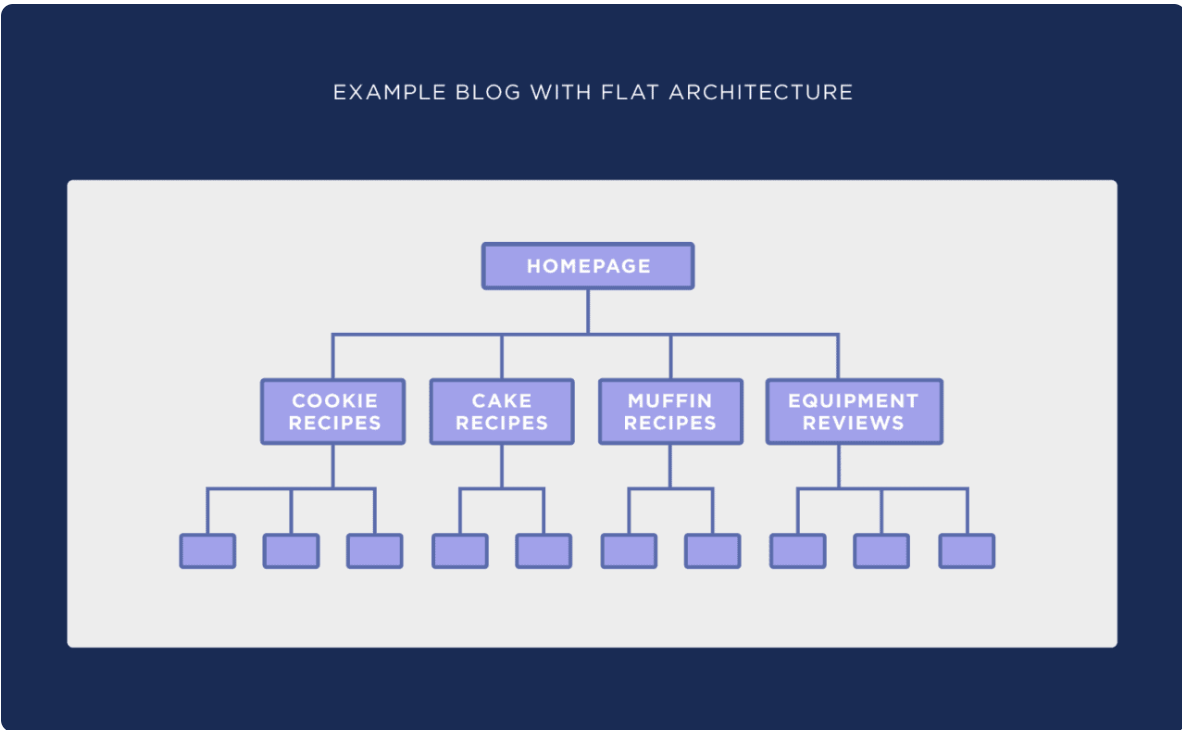 EXAMPLE BLOG WITH FLAT ARCHITECTURE
HOMEPAGE
COOKIE
RECIPES
CAKE
RECIPES
MUFFIN
RECIPES
EQUIPMENT
REVIEWS